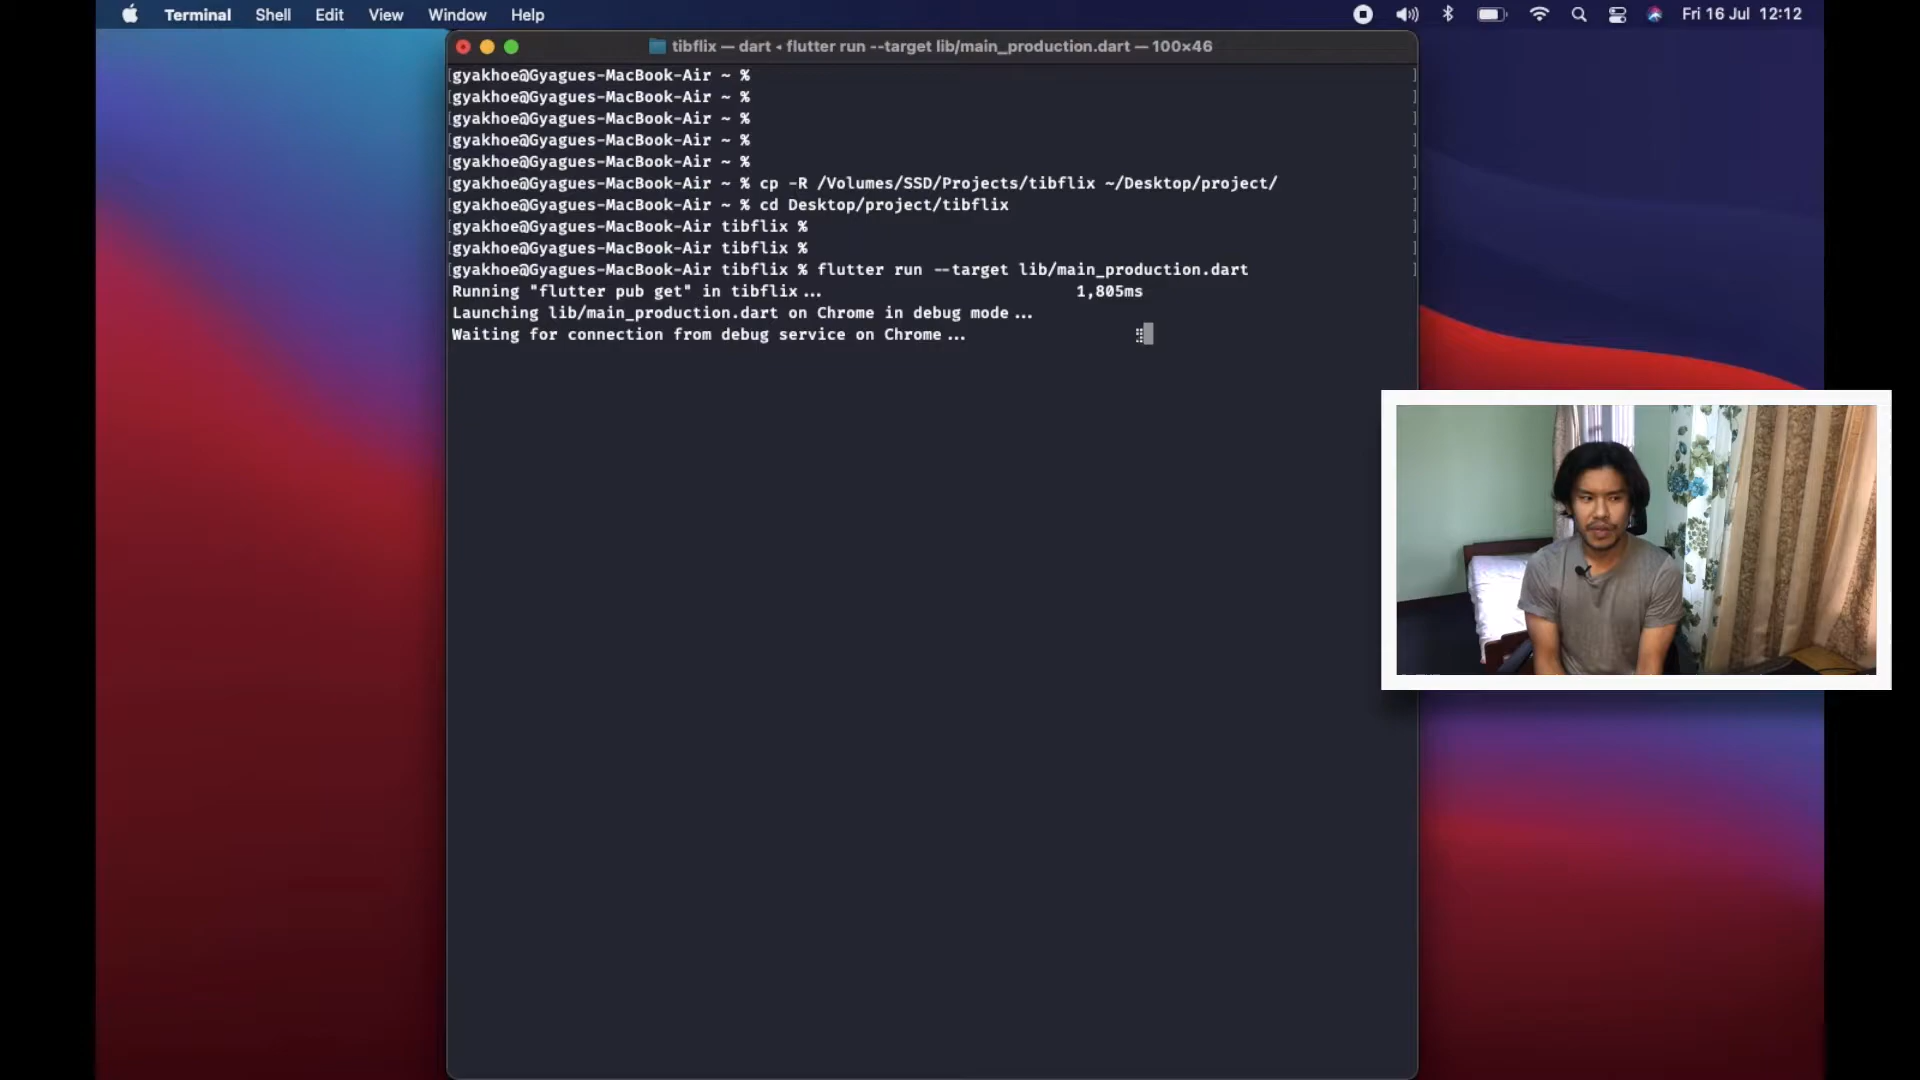 Terminal Shell Edit View Window Help Fri 16 Jul 12:12
tibflix — dart ◂ flutter run --target lib/main_production.dart — 100×46
[gyakhoe@Gyagues-MacBook-Air ~ % ]
[gyakhoe@Gyagues-MacBook-Air ~ % ]
[gyakhoe@Gyagues-MacBook-Air ~ % ]
[gyakhoe@Gyagues-MacBook-Air ~ % ]
[gyakhoe@Gyagues-MacBook-Air ~ % ]
[gyakhoe@Gyagues-MacBook-Air ~ % cp -R /Volumes/SSD/Projects/tibflix ~/Desktop/project/ ]
[gyakhoe@Gyagues-MacBook-Air ~ % cd Desktop/project/tibflix ]
[gyakhoe@Gyagues-MacBook-Air tibflix % ]
[gyakhoe@Gyagues-MacBook-Air tibflix % ]
[gyakhoe@Gyagues-MacBook-Air tibflix % flutter run --target lib/main_production.dart ]
Running "flutter pub get" in tibflix... 1,805ms
Launching lib/main_production.dart on Chrome in debug mode...
Waiting for connection from debug service on Chrome...